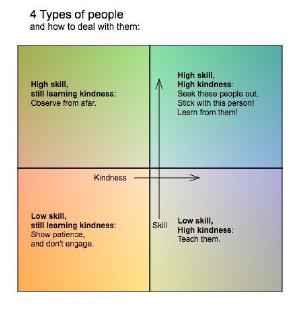 4 Types of people
and how to deal with them:
High skill,
still learning kindness:
Observe from afar.
High skill,
High kindness:
Seek these people out.
Stick with this person!
Learn from them!
Kindness
Skill
Low skill,
still learning kindness:
Show patience,
and don't engage.
Low skill,
High kindness:
Teach them.